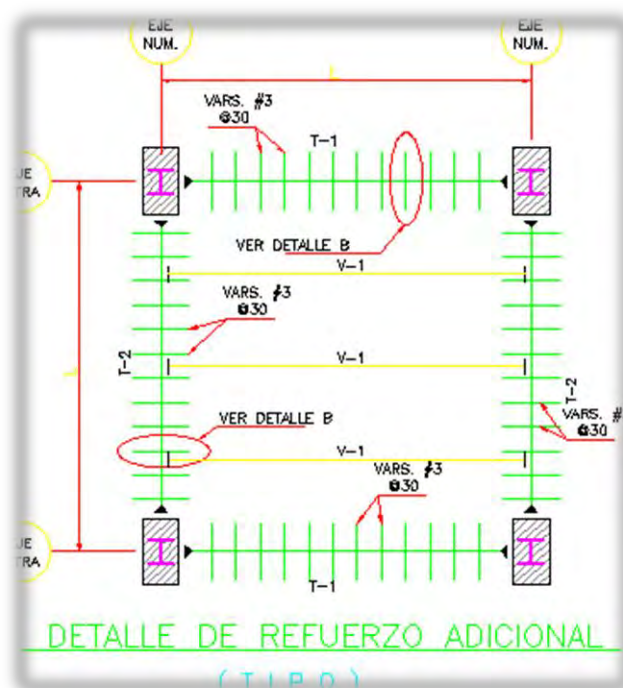 EJE
NUM.
EJE
NUM.
L
VARS. #3
@30
T-1
JE
TRA
VER DETALLE B
V-1
VARS. #3
@30
L
V-1
T-2
T-2
VARS. #
@30
VER DETALLE B
V-1
VARS. #3
@30
JE
TRA
T-1
DETALLE DE REFUERZO ADICIONAL
( T I P O )